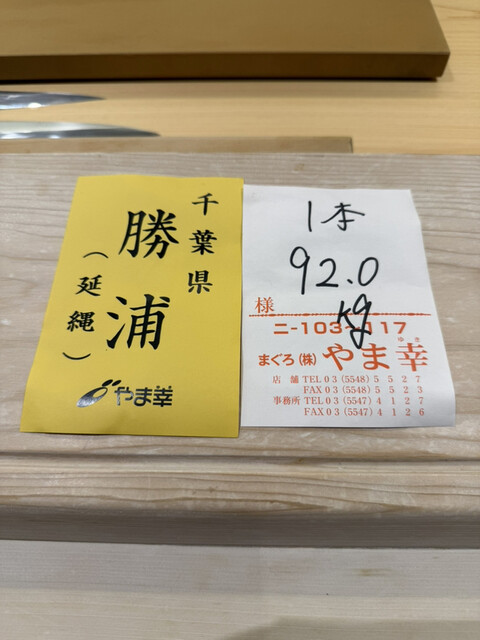 千葉県
勝浦
（延縄）
やま幸
1本
92.0
kg
様
ニ-103~117
ゆき
まぐろ(株)やま幸
店舗 TEL 03(5548)5527
FAX 03(5548)5523
事務所 TEL 03(5547)4127
FAX 03(5547)4126